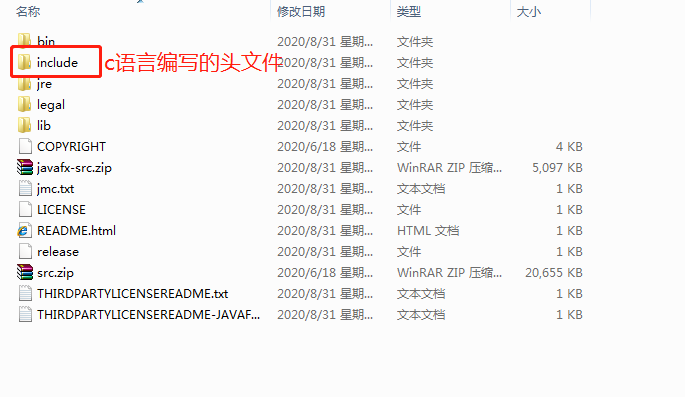 名称 修改日期 类型 大小
bin 2020/8/31 星期... 文件夹
include c语言编写的头文件 2020/8/31 星期... 文件夹
jre 2020/8/31 星期... 文件夹
legal 2020/8/31 星期... 文件夹
lib 2020/8/31 星期... 文件夹
COPYRIGHT 2020/6/18 星期... 文件 4 KB
javafx-src.zip 2020/8/31 星期... WinRAR ZIP 压缩... 5,097 KB
jmc.txt 2020/8/31 星期... 文本文档 1 KB
LICENSE 2020/8/31 星期... 文件 1 KB
README.html 2020/8/31 星期... HTML 文档 1 KB
release 2020/8/31 星期... 文件 1 KB
src.zip 2020/6/18 星期... WinRAR ZIP 压缩... 20,655 KB
THIRDPARTYLICENSEREADME.txt 2020/8/31 星期... 文本文档 1 KB
THIRDPARTYLICENSEREADME-JAVAF... 2020/8/31 星期... 文本文档 1 KB